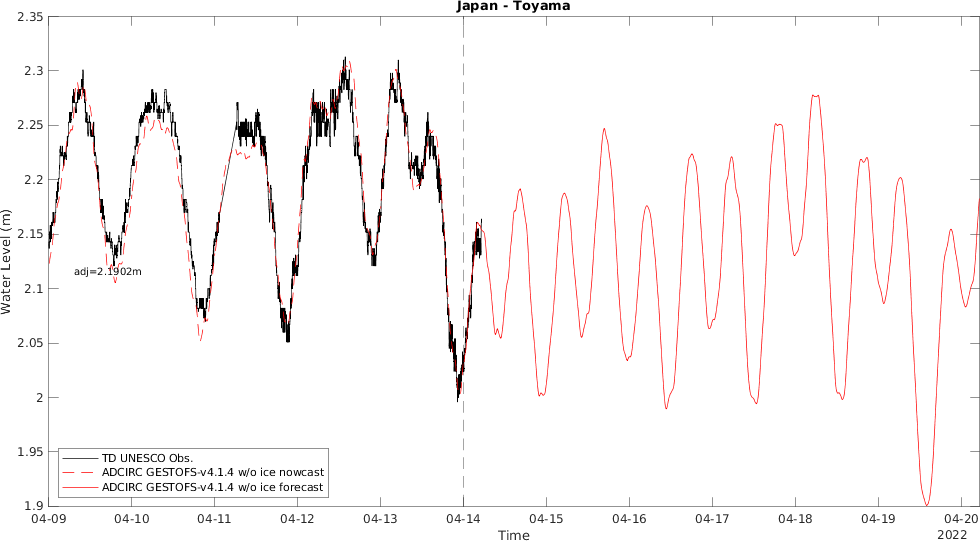 Japan - Toyama
2.35
2.3
2.25
2.2
2.15
2.1
2.05
2
1.95
1.9
Water Level (m)
adj=2.1902m
TD UNESCO Obs.
ADCIRC GESTOFS-v4.1.4 w/o ice nowcast
ADCIRC GESTOFS-v4.1.4 w/o ice forecast
04-09 04-10 04-11 04-12 04-13 04-14 04-15 04-16 04-17 04-18 04-19 04-20
Time
2022